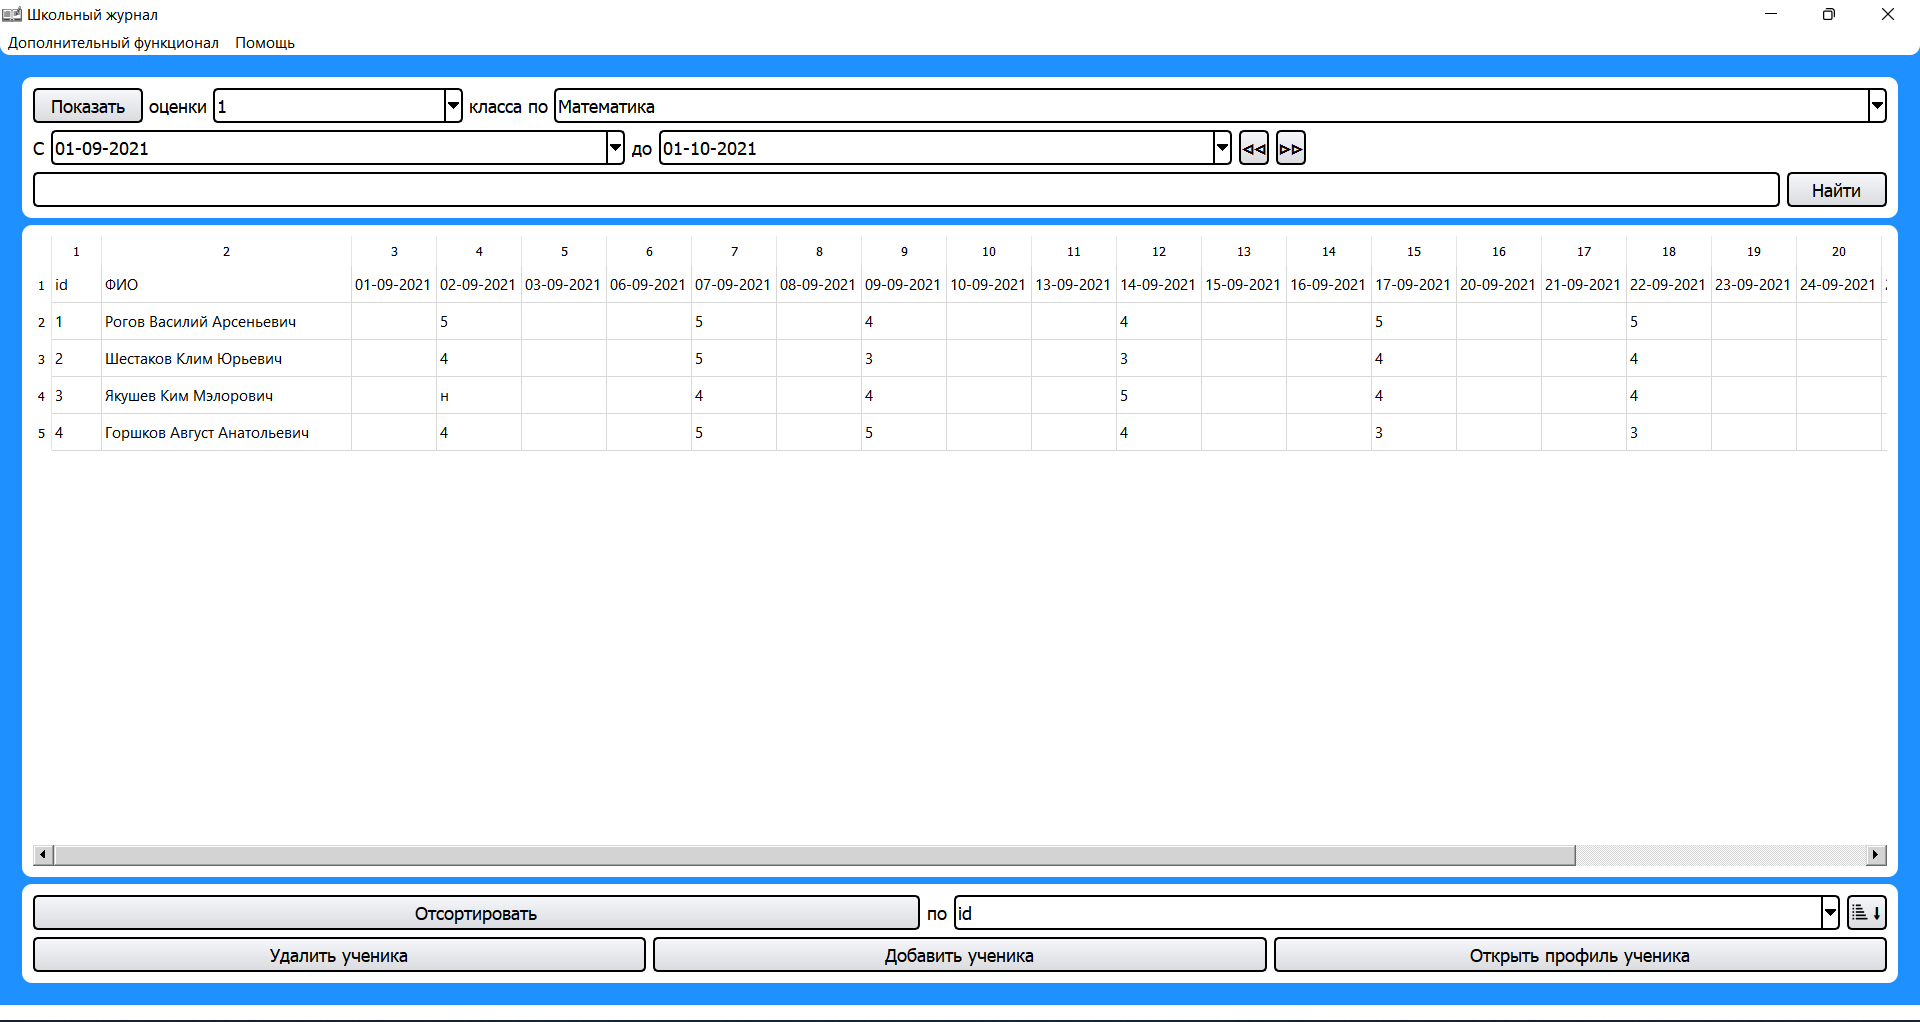 Школьный журнал
Дополнительный функционал Помощь
Показать оценки 1 класса по Математика
С 01-09-2021 до 01-10-2021
Найти
1 2 3 4 5 6 7 8 9 10 11 12 13 14 15 16 17 18 19 20
1 id ФИО 01-09-2021 02-09-2021 03-09-2021 06-09-2021 07-09-2021 08-09-2021 09-09-2021 10-09-2021 13-09-2021 14-09-2021 15-09-2021 16-09-2021 17-09-2021 20-09-2021 21-09-2021 22-09-2021 23-09-2021 24-09-2021
2 1 Рогов Василий Арсеньевич 5 5 4 4 5 5
3 2 Шестаков Клим Юрьевич 4 5 3 3 4 4
4 3 Якушев Ким Мэлорович н 4 4 5 4 4
5 4 Горшков Август Анатольевич 4 5 5 4 3 3
Отсортировать по id
Удалить ученика Добавить ученика Открыть профиль ученика